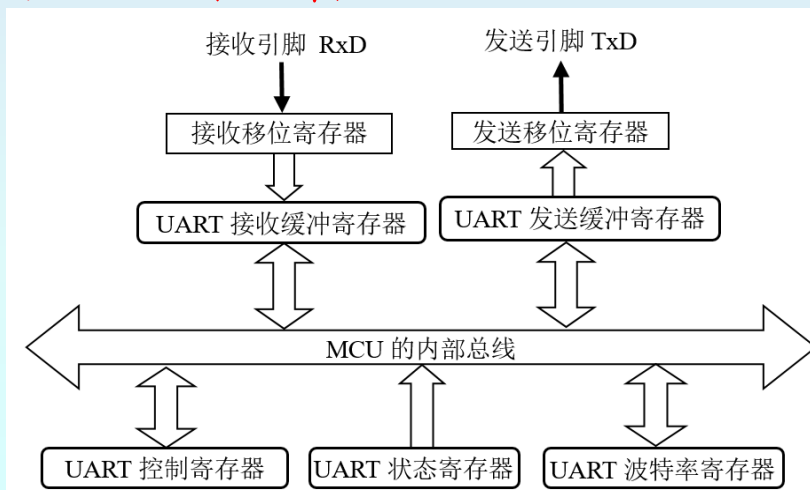 接收引脚 RxD
发送引脚 TxD
接收移位寄存器
发送移位寄存器
UART 接收缓冲寄存器
UART 发送缓冲寄存器
MCU 的内部总线
UART 控制寄存器
UART 状态寄存器
UART 波特率寄存器